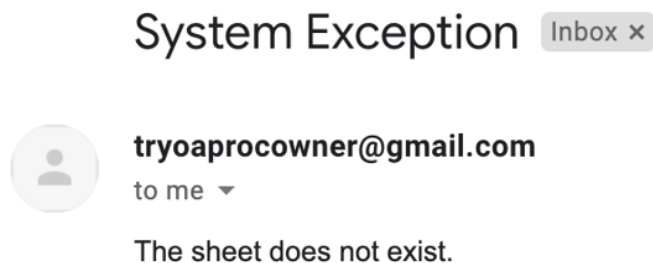 System Exception Inbox ×
tryoaprocowner@gmail.com
to me
The sheet does not exist.